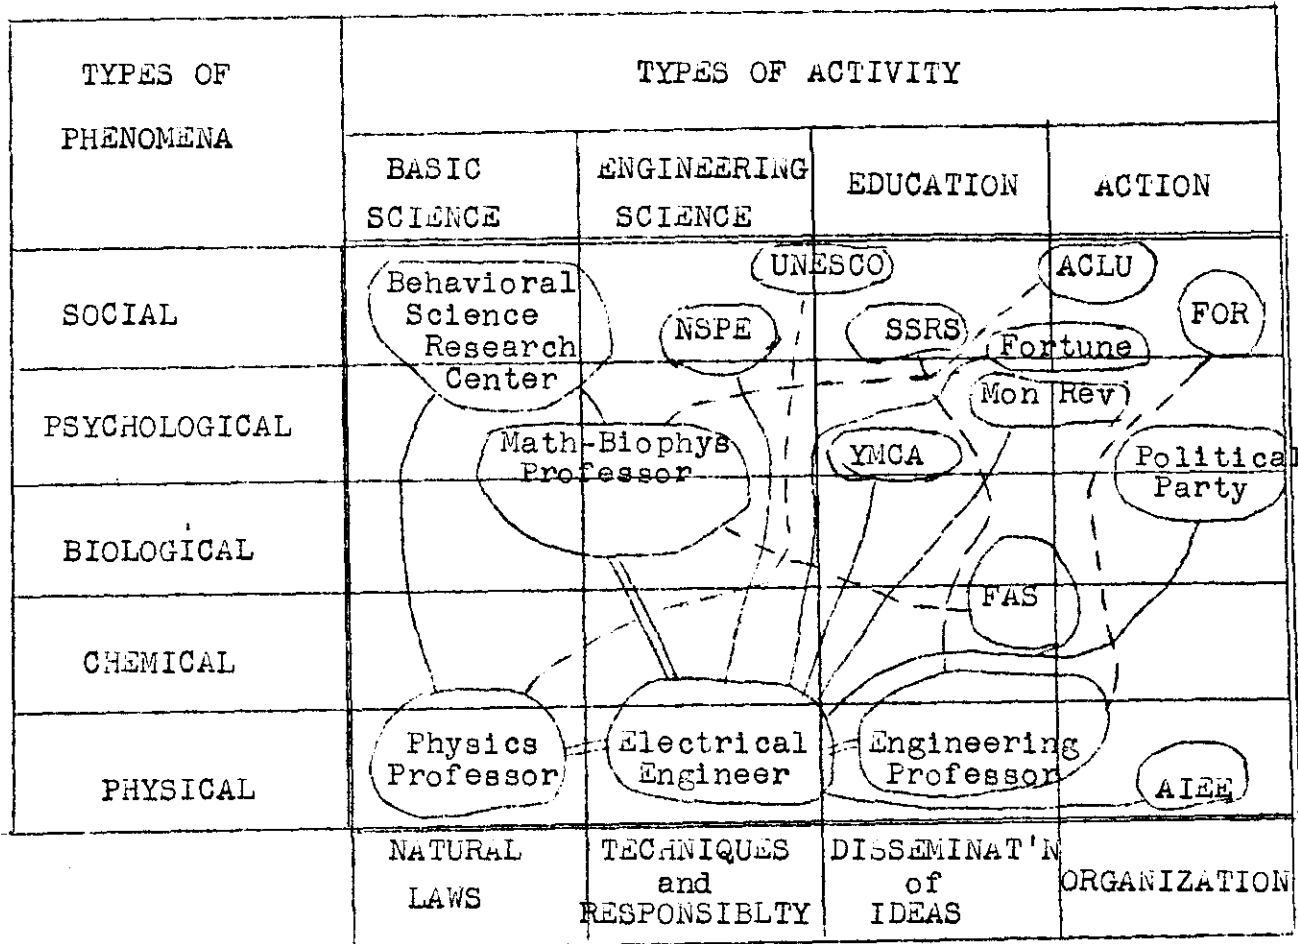 TYPES OF
PHENOMENA
TYPES OF ACTIVITY
BASIC
SCIENCE
ENGINEERING
SCIENCE
EDUCATION
ACTION
SOCIAL
PSYCHOLOGICAL
BIOLOGICAL
CHEMICAL
PHYSICAL
Behavioral
Science
Research
Center
NSPE
UNESCO
SSRS
ACLU
Fortune
FOR
Mon Rev
Math-Biophys
Professor
YMCA
Political
Party
FAS
Physics
Professor
Electrical
Engineer
Engineering
Professor
AIEE
NATURAL
LAWS
TECHNIQUES
and
RESPONSIBLTY
DISSEMINAT'N
of
IDEAS
ORGANIZATION